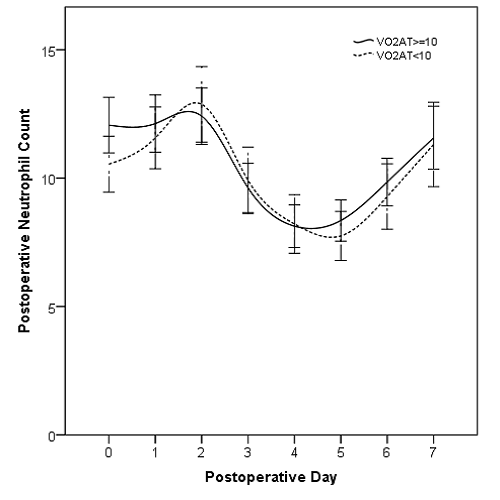 VO2AT>=10
VO2AT<10
15
10
5
0
Postoperative Neutrophil Count
0 1 2 3 4 5 6 7
Postoperative Day